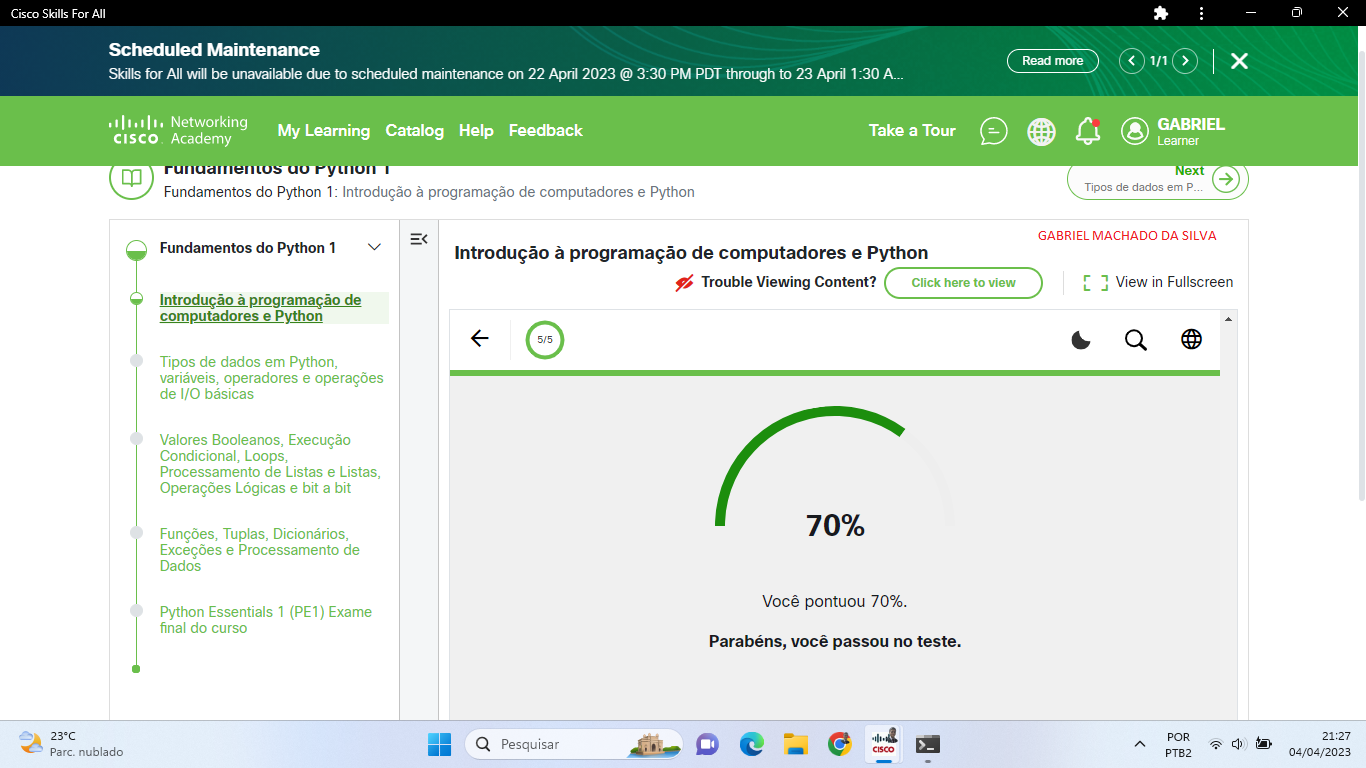 Cisco Skills For All
Scheduled Maintenance
Skills for All will be unavailable due to scheduled maintenance on 22 April 2023 @ 3:30 PM PDT through to 23 April 1:30 A...
Read more
1/1
CISCO
Networking
Academy
My Learning
Catalog
Help
Feedback
Take a Tour
GABRIEL
Learner
Fundamentos do Python 1
Fundamentos do Python 1: Introdução à programação de computadores e Python
Next
Tipos de dados em P...
Fundamentos do Python 1
Introdução à programação de
computadores e Python
Tipos de dados em Python,
variáveis, operadores e operações
de I/O básicas
Valores Booleanos, Execução
Condicional, Loops,
Processamento de Listas e Listas,
Operações Lógicas e bit a bit
Funções, Tuplas, Dicionários,
Exceções e Processamento de
Dados
Python Essentials 1 (PE1) Exame
final do curso
GABRIEL MACHADO DA SILVA
Introdução à programação de computadores e Python
Trouble Viewing Content?
Click here to view
View in Fullscreen
5/5
70%
Você pontuou 70%.
Parabéns, você passou no teste.
23°C
Parc. nublado
Pesquisar
CISCO
POR
PTB2
21:27
04/04/2023